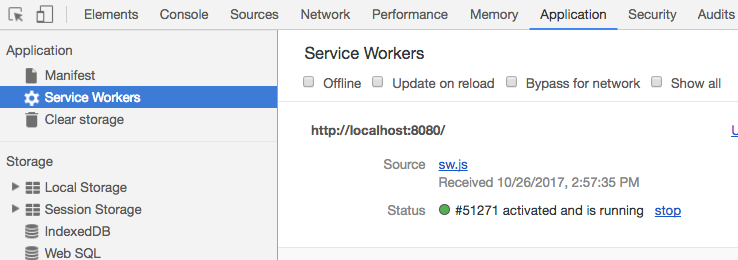 Elements Console Sources Network Performance Memory Application Security Audits
Application
Manifest
Service Workers
Clear storage
Storage
Local Storage
Session Storage
IndexedDB
Web SQL
Service Workers
Offline Update on reload Bypass for network Show all
http://localhost:8080/
Source sw.js
Received 10/26/2017, 2:57:35 PM
Status #51271 activated and is running stop